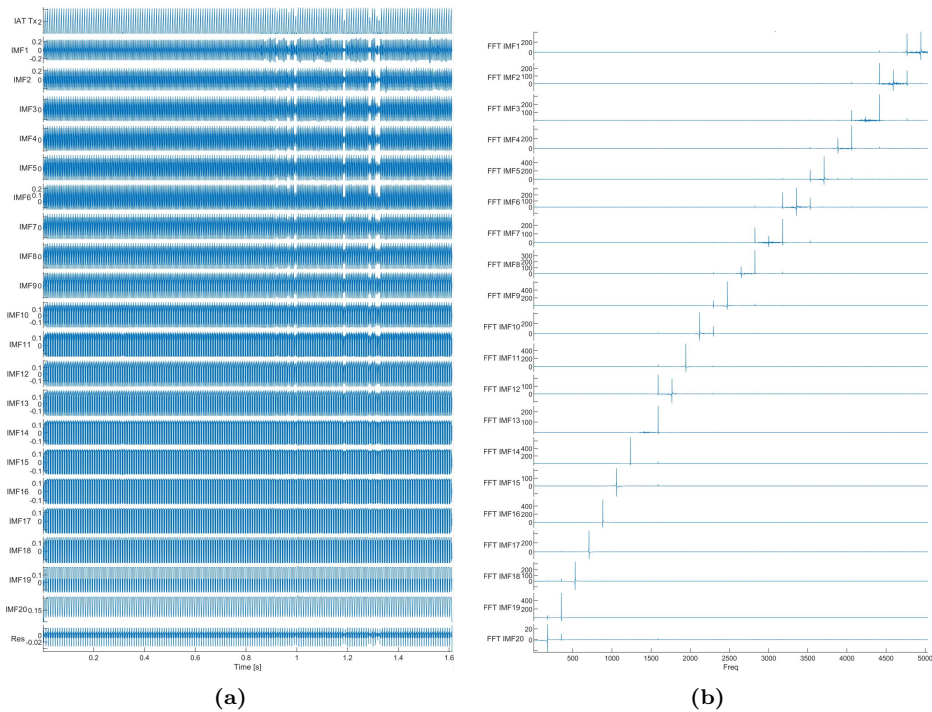 IAT Tx 2
IMF1 0.2 0 -0.2
IMF2 0.2 0
IMF3 0
IMF4 0
IMF5 0
IMF6 0.2 0.1 0
IMF7 0
IMF8 0
IMF9 0
IMF10 0.1 0 -0.1
IMF11 0.1 0
IMF12 0.1 0 -0.1
IMF13 0.1 0 -0.1
IMF14 0.1 0 -0.1
IMF15 0.1 0 -0.1
IMF16 0.1 0 -0.1
IMF17 0.1 0
IMF18 0.1 0
IMF19 0.1 0
IMF20 0.15
Res 0 -0.02
0.2 0.4 0.6 0.8 1 1.2 1.4 1.6
Time [s]
(a)
FFT IMF1 200 0
FFT IMF2 200 100 0
FFT IMF3 200 100
FFT IMF4 200 0
FFT IMF5 400 200 0
FFT IMF6 200 100 0
FFT IMF7 200 100 0
FFT IMF8 300 200 100 0
FFT IMF9 400 200 0
FFT IMF10 200 0
FFT IMF11 400 200 0
FFT IMF12 100 0
FFT IMF13 200 100
FFT IMF14 400 200
FFT IMF15 100 0
FFT IMF16 400 200 0
FFT IMF17 200 0
FFT IMF18 200 100 0
FFT IMF19 400 200
FFT IMF20 20 0
500 1000 1500 2000 2500 3000 3500 4000 4500 5000
Freq
(b)